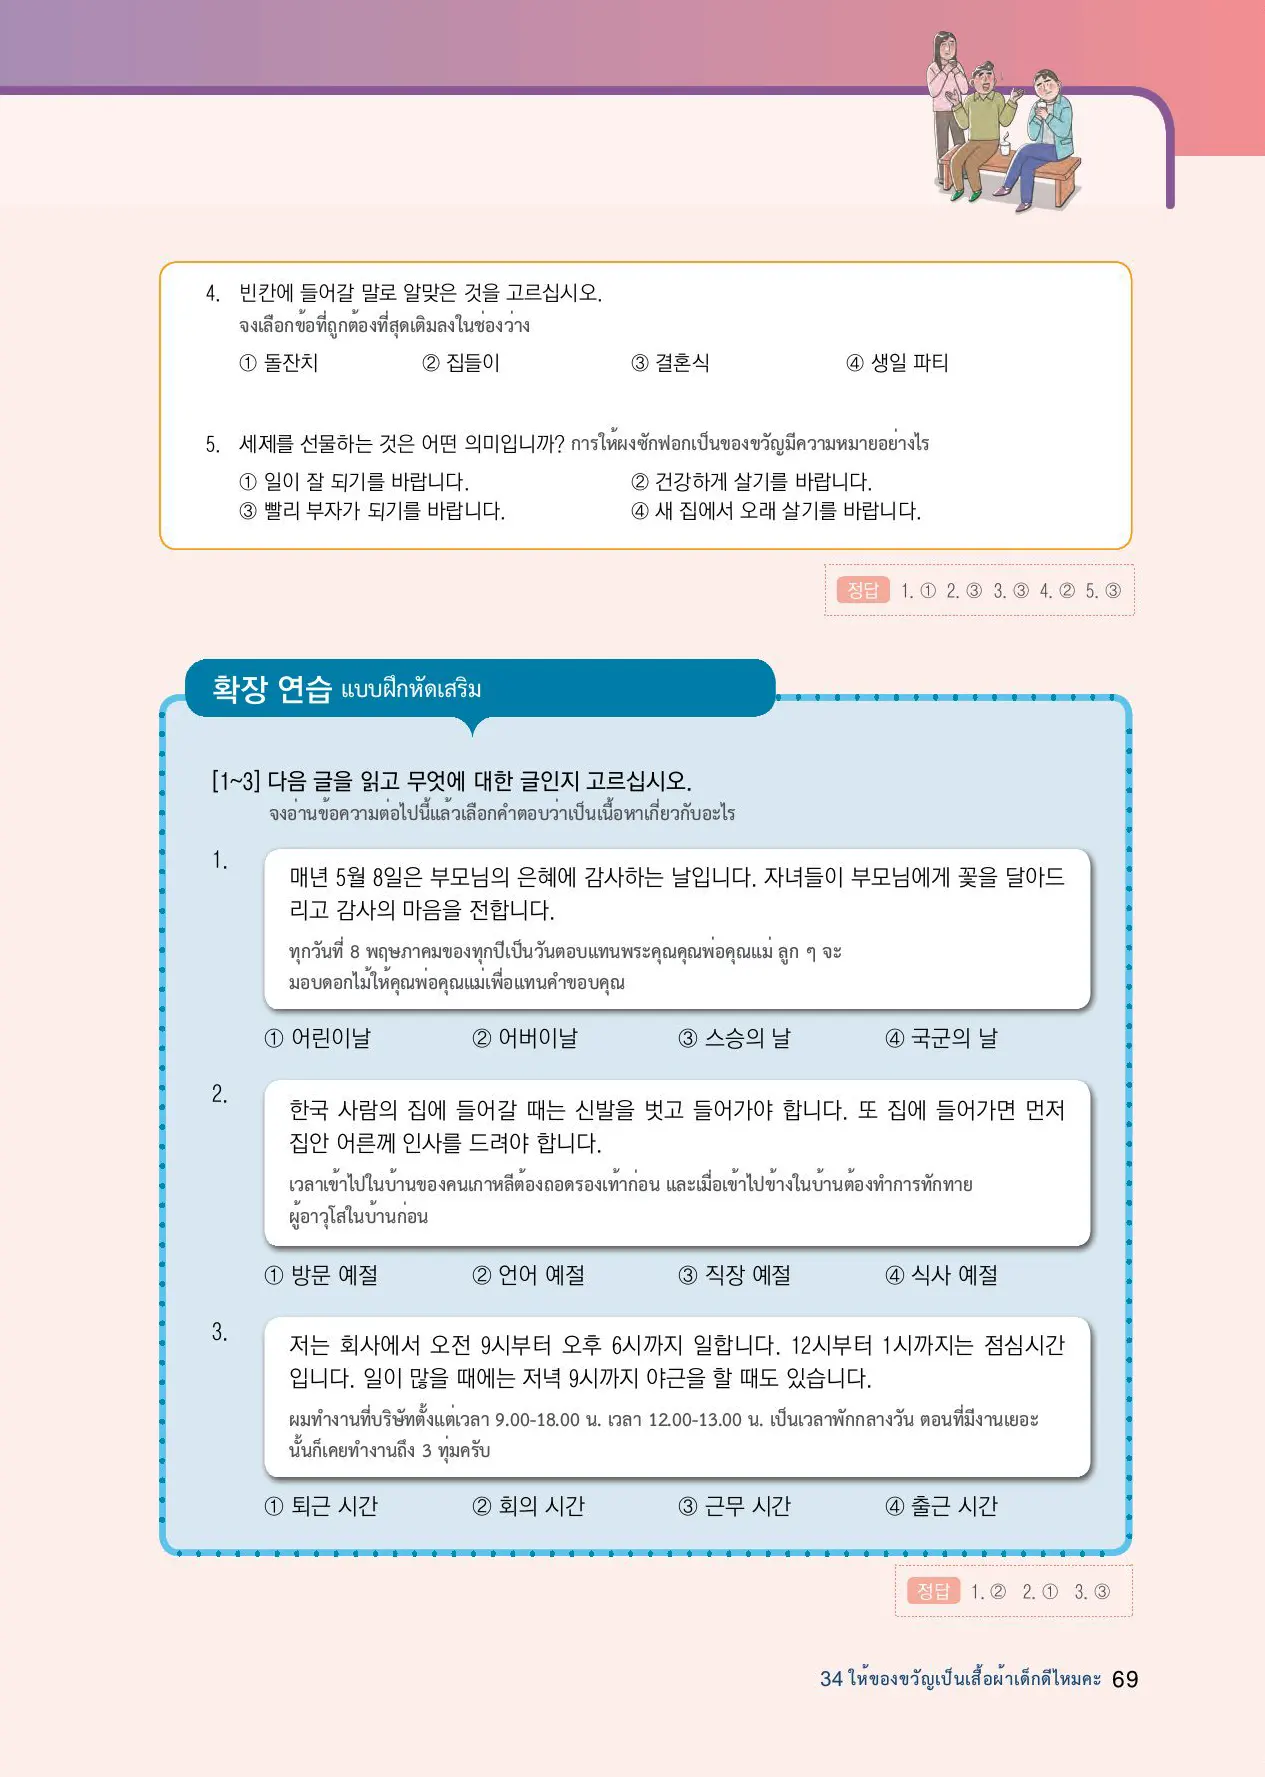 4. 빈칸에 들어갈 말로 알맞은 것을 고르십시오.
จงเลือกข้อที่ถูกต้องที่สุดเติมลงในช่องว่าง
① 돌잔치 ② 집들이 ③ 결혼식 ④ 생일 파티
5. 세제를 선물하는 것은 어떤 의미입니까? การให้ผงซักฟอกเป็นของขวัญมีความหมายอย่างไร
① 일이 잘 되기를 바랍니다. ② 건강하게 살기를 바랍니다.
③ 빨리 부자가 되기를 바랍니다. ④ 새 집에서 오래 살기를 바랍니다.
정답 1. ① 2. ③ 3. ③ 4. ② 5. ③
확장 연습 แบบฝึกหัดเสริม
[1~3] 다음 글을 읽고 무엇에 대한 글인지 고르십시오.
จงอ่านข้อความต่อไปนี้แล้วเลือกคำตอบว่าเป็นเนื้อหาเกี่ยวกับอะไร
1.
매년 5월 8일은 부모님의 은혜에 감사하는 날입니다. 자녀들이 부모님에게 꽃을 달아드
리고 감사의 마음을 전합니다.
ทุกวันที่ 8 พฤษภาคมของทุกปีเป็นวันตอบแทนพระคุณคุณพ่อคุณแม่ ลูก ๆ จะ
มอบดอกไม้ให้คุณพ่อคุณแม่เพื่อแทนคำขอบคุณ
① 어린이날 ② 어버이날 ③ 스승의 날 ④ 국군의 날
2.
한국 사람의 집에 들어갈 때는 신발을 벗고 들어가야 합니다. 또 집에 들어가면 먼저
집안 어른께 인사를 드려야 합니다.
เวลาเข้าไปในบ้านของคนเกาหลีต้องถอดรองเท้าก่อน และเมื่อเข้าไปข้างในบ้านต้องทำการทักทาย
ผู้อาวุโสในบ้านก่อน
① 방문 예절 ② 언어 예절 ③ 직장 예절 ④ 식사 예절
3.
저는 회사에서 오전 9시부터 오후 6시까지 일합니다. 12시부터 1시까지는 점심시간
입니다. 일이 많을 때에는 저녁 9시까지 야근을 할 때도 있습니다.
ผมทำงานที่บริษัทตั้งแต่เวลา 9.00-18.00 น. เวลา 12.00-13.00 น. เป็นเวลาพักกลางวัน ตอนที่มีงานเยอะ
นั้นก็เคยทำงานถึง 3 ทุ่มครับ
① 퇴근 시간 ② 회의 시간 ③ 근무 시간 ④ 출근 시간
정답 1. ② 2. ① 3. ③
34 ให้ของขวัญเป็นเสื้อผ้าเด็กดีไหมคะ 69